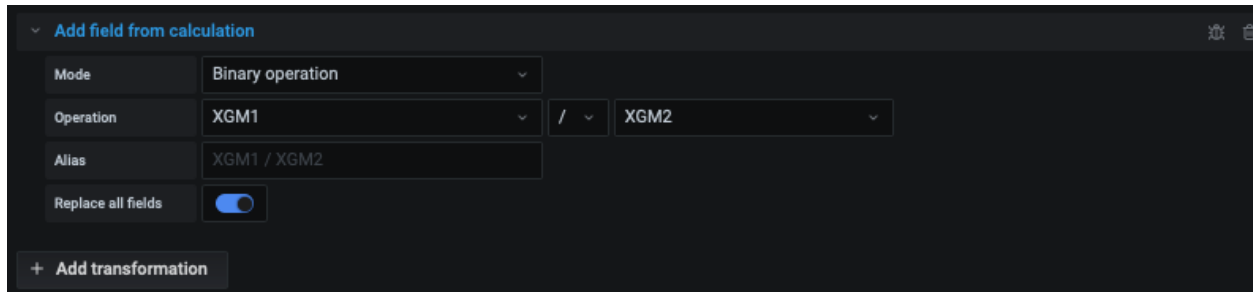 Add field from calculation
Mode Binary operation
Operation XGM1 / XGM2
Alias XGM1 / XGM2
Replace all fields
+ Add transformation